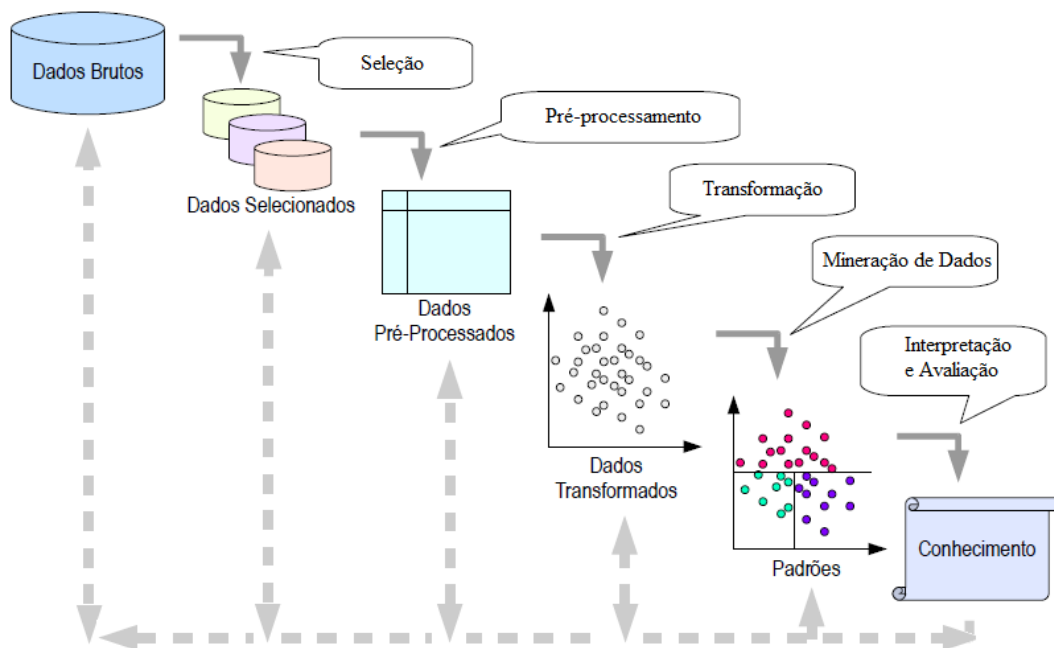 Dados Brutos
Seleção
Dados Selecionados
Pré-processamento
Dados
Pré-Processados
Transformação
Dados
Transformados
Mineração de Dados
Padrões
Interpretação
e Avaliação
Conhecimento